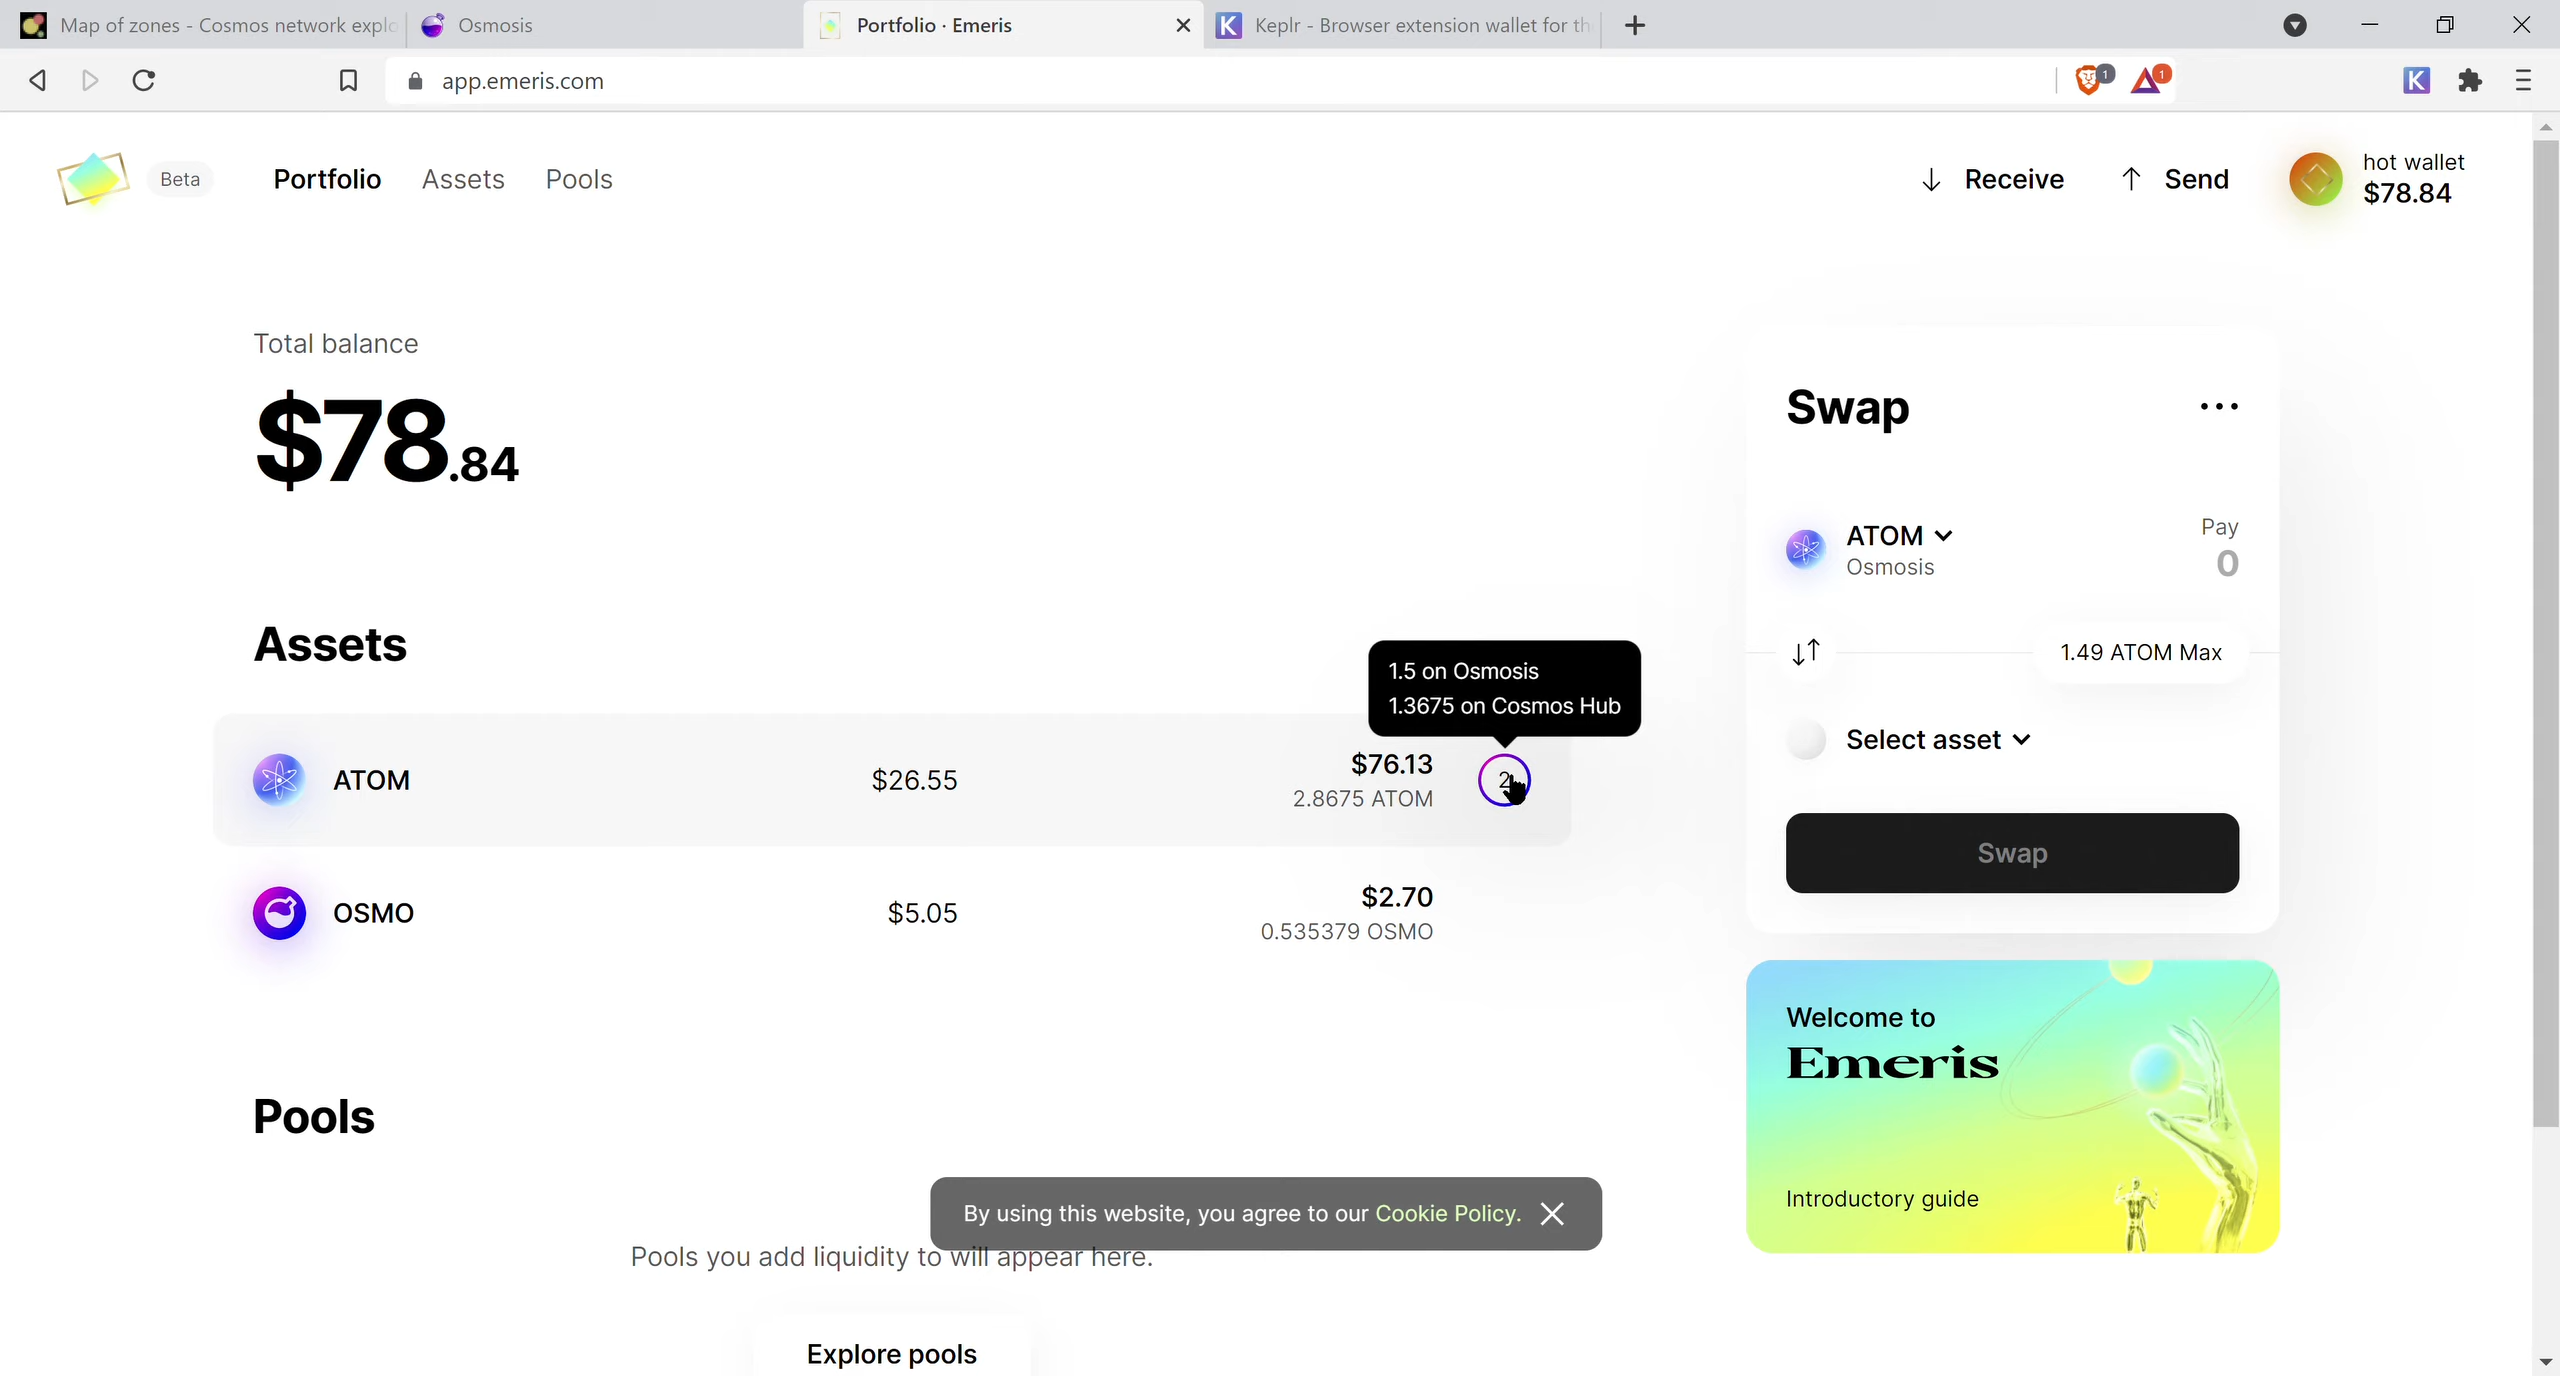 Map of zones - Cosmos network explo
Osmosis
Portfolio · Emeris
K
Keplr - Browser extension wallet for th
app.emeris.com
1
1
K
Beta
Portfolio
Assets
Pools
Receive
Send
hot wallet
$78.84
Total balance
$78.84
Assets
1.5 on Osmosis
1.3675 on Cosmos Hub
ATOM
$26.55
$76.13
2.8675 ATOM
2
OSMO
$5.05
$2.70
0.535379 OSMO
Pools
By using this website, you agree to our Cookie Policy.
Pools you add liquidity to will appear here.
Explore pools
Swap
ATOM
Osmosis
Pay
0
1.49 ATOM Max
Select asset
Swap
Welcome to
Emeris
Introductory guide